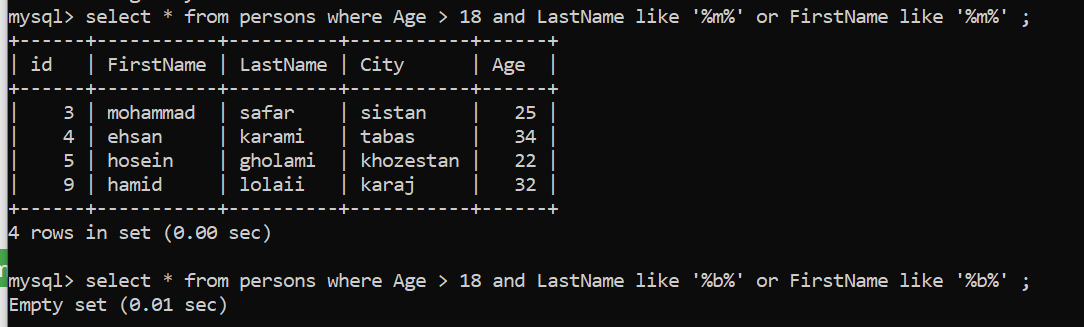 mysql> select * from persons where Age > 18 and LastName like '%m%' or FirstName like '%m%' ;
+------+-----------+----------+-----------+------+
| id   | FirstName | LastName | City      | Age  |
+------+-----------+----------+-----------+------+
|    3 | mohammad  | safar    | sistan    |   25 |
|    4 | ehsan     | karami   | tabas     |   34 |
|    5 | hosein    | gholami  | khozestan |   22 |
|    9 | hamid     | lolaii   | karaj     |   32 |
+------+-----------+----------+-----------+------+
4 rows in set (0.00 sec)

mysql> select * from persons where Age > 18 and LastName like '%b%' or FirstName like '%b%' ;
Empty set (0.01 sec)